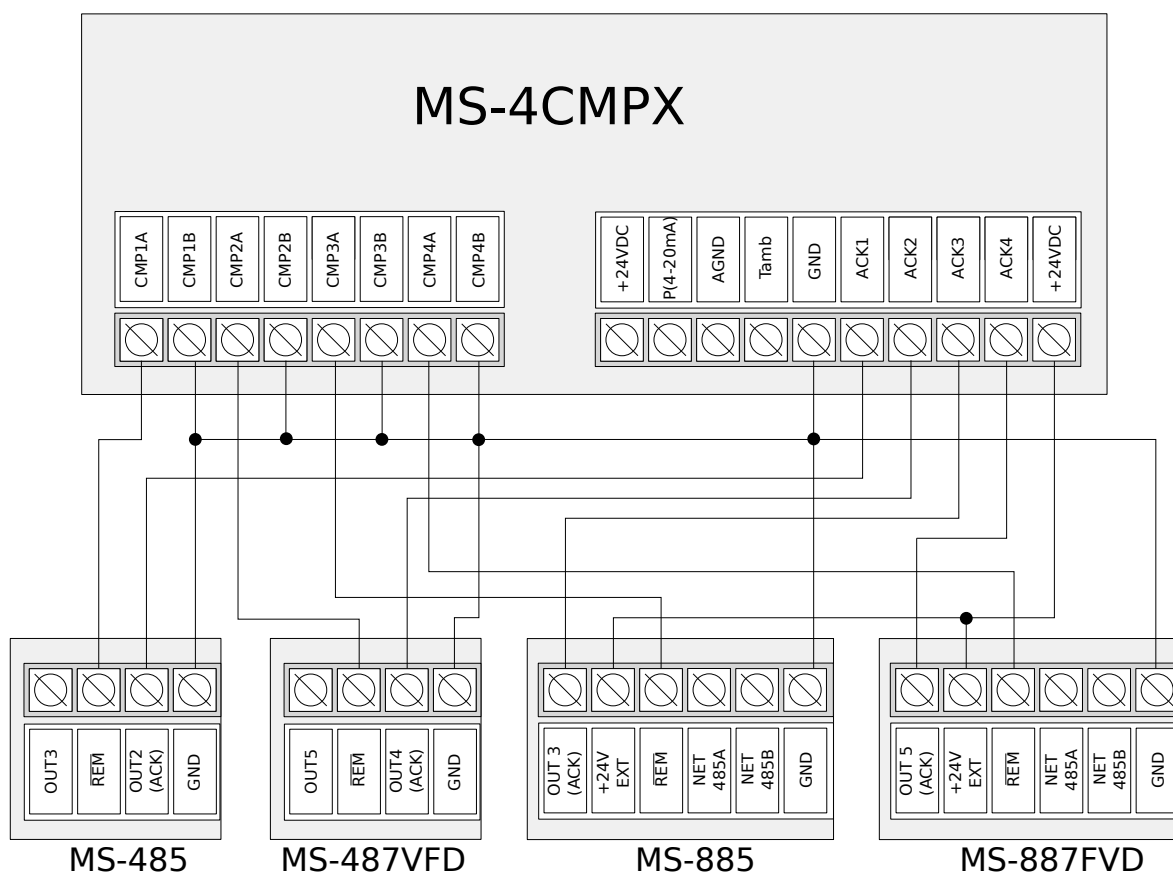 MS-4CMPX
CMP1A
CMP1B
CMP2A
CMP2B
CMP3A
CMP3B
CMP4A
CMP4B
+24VDC
P(4-20mA)
AGND
Tamb
GND
ACK1
ACK2
ACK3
ACK4
+24VDC
OUT3
REM
OUT2
(ACK)
GND
MS-485
OUT5
REM
OUT4
(ACK)
GND
MS-487VFD
OUT 3
(ACK)
+24V
EXT
REM
NET
485A
NET
485B
GND
MS-885
OUT 5
(ACK)
+24V
EXT
REM
NET
485A
NET
485B
GND
MS-887FVD